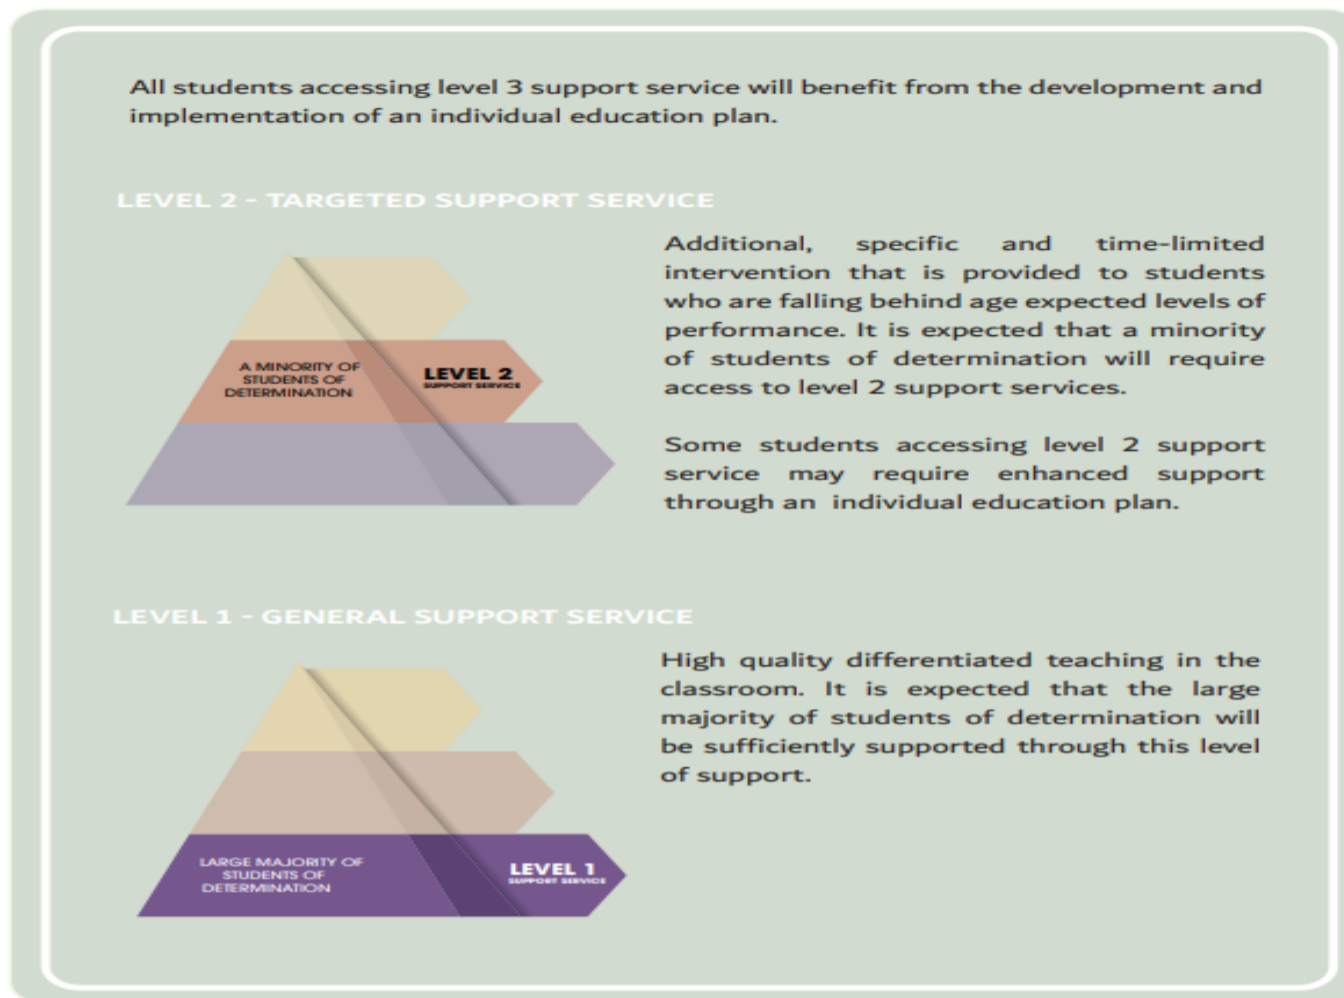 All students accessing level 3 support service will benefit from the development and
implementation of an individual education plan.
LEVEL 2 - TARGETED SUPPORT SERVICE
A MINORITY OF
STUDENTS OF
DETERMINATION
LEVEL 2
SUPPORT SERVICE
Additional, specific and time-limited
intervention that is provided to students
who are falling behind age expected levels of
performance. It is expected that a minority
of students of determination will require
access to level 2 support services.
Some students accessing level 2 support
service may require enhanced support
through an individual education plan.
LEVEL 1 - GENERAL SUPPORT SERVICE
LARGE MAJORITY OF
STUDENTS OF
DETERMINATION
LEVEL 1
SUPPORT SERVICE
High quality differentiated teaching in the
classroom. It is expected that the large
majority of students of determination will
be sufficiently supported through this level
of support.